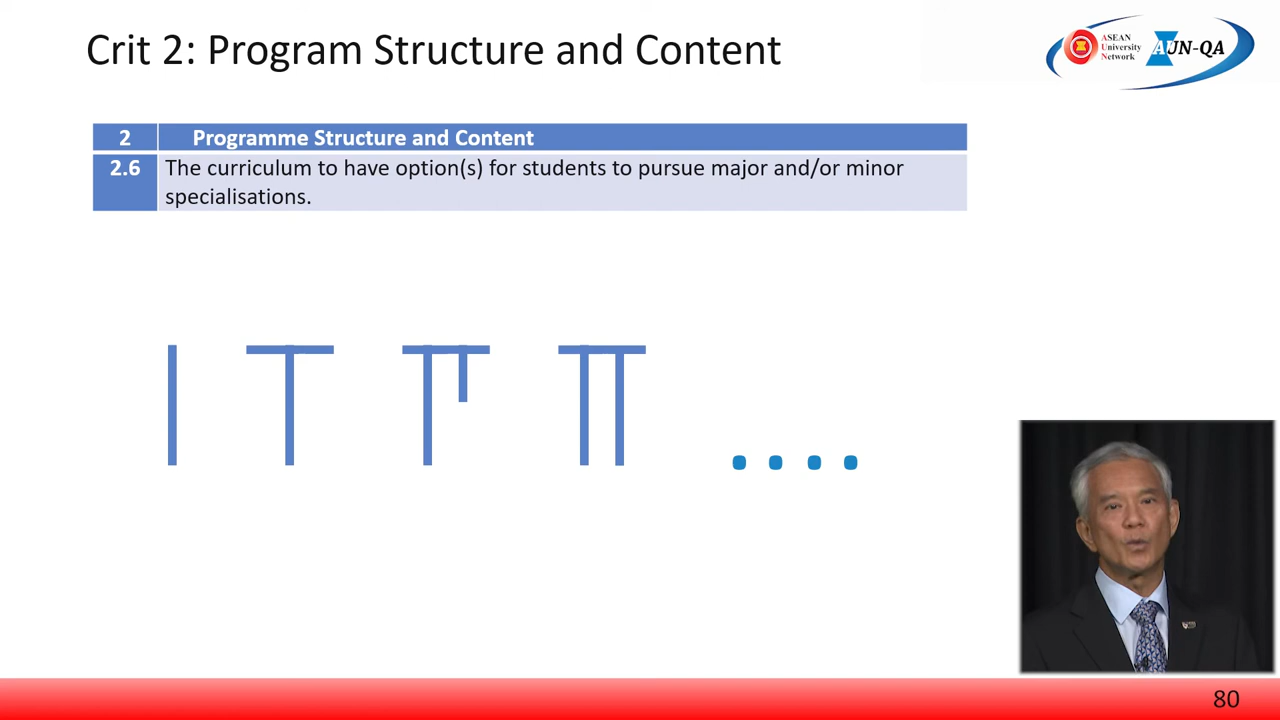 Crit 2: Program Structure and Content
ASEAN
University
Network
AUN-QA
2 Programme Structure and Content
2.6 The curriculum to have option(s) for students to pursue major and/or minor
specialisations.
80